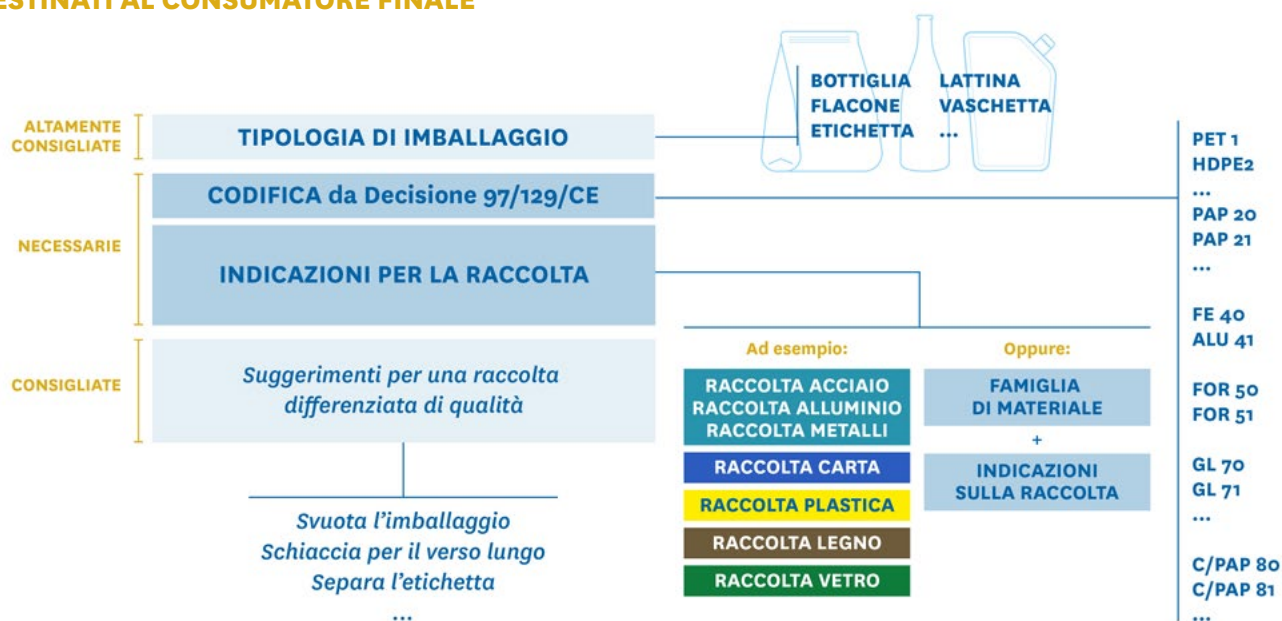 ESTINATI AL CONSUMATORE FINALE
BOTTIGLIA LATTINA
FLACONE VASCHETTA
ETICHETTA ...
ALTAMENTE
CONSIGLIATE
TIPOLOGIA DI IMBALLAGGIO
NECESSARIE
CODIFICA da Decisione 97/129/CE
INDICAZIONI PER LA RACCOLTA
CONSIGLIATE
Suggerimenti per una raccolta
differenziata di qualità
Svuota l'imballaggio
Schiaccia per il verso lungo
Separa l'etichetta
...
Ad esempio:
RACCOLTA ACCIAIO
RACCOLTA ALLUMINIO
RACCOLTA METALLI
RACCOLTA CARTA
RACCOLTA PLASTICA
RACCOLTA LEGNO
RACCOLTA VETRO
Oppure:
FAMIGLIA
DI MATERIALE
+
INDICAZIONI
SULLA RACCOLTA
PET 1
HDPE2
...
PAP 20
PAP 21
...
FE 40
ALU 41
FOR 50
FOR 51
GL 70
GL 71
...
C/PAP 80
C/PAP 81
...